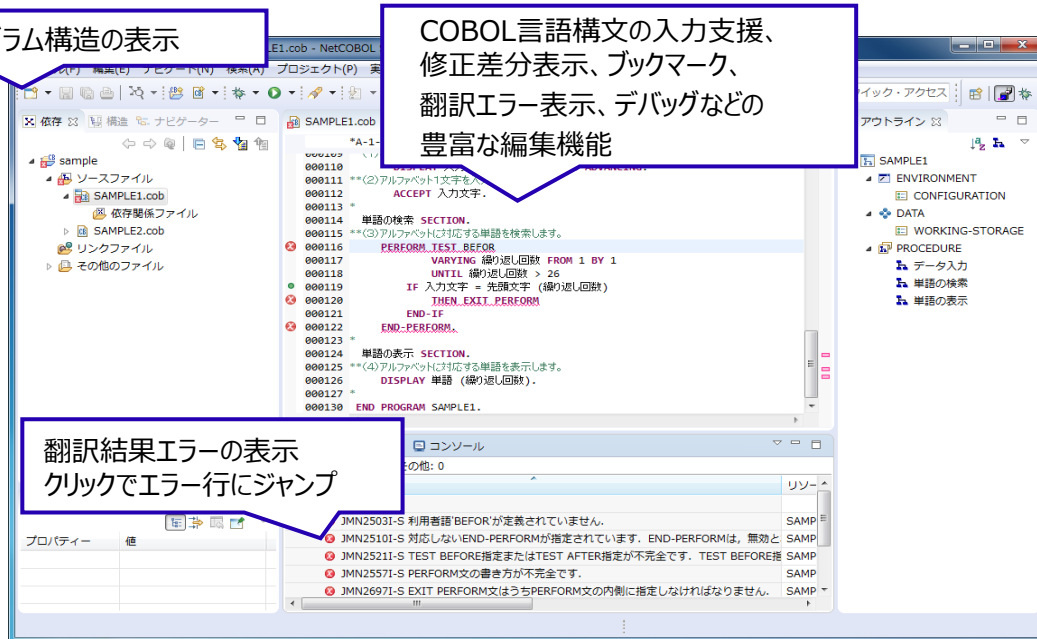 ラム構造の表示
COBOL言語構文の入力支援、
修正差分表示、ブックマーク、
翻訳エラー表示、デバッグなどの
豊富な編集機能
E1.cob - NetCOBOL
編集(E) ナビゲート(N) 検索(A) プロジェクト(P) 実
イック・アクセス
依存 構造 ナビゲーター
sample
ソースファイル
SAMPLE1.cob
依存関係ファイル
SAMPLE2.cob
リンクファイル
その他のファイル
SAMPLE1.cob
*A-1-
000109
000110 ADVANCING.
000111 **(2)アルファベット1文字を入
000112 ACCEPT 入力文字.
000113 *
000114 単語の検索 SECTION.
000115 **(3)アルファベットに対応する単語を検索します。
000116 PERFORM TEST BEFOR
000117 VARYING 繰り返し回数 FROM 1 BY 1
000118 UNTIL 繰り返し回数 > 26
000119 IF 入力文字 = 先頭文字 (繰り返し回数)
000120 THEN EXIT PERFORM
000121 END-IF
000122 END-PERFORM.
000123 *
000124 単語の表示 SECTION.
000125 **(4)アルファベットに対応する単語を表示します。
000126 DISPLAY 単語 (繰り返し回数).
000127 *
000130 END PROGRAM SAMPLE1.
アウトライン
SAMPLE1
ENVIRONMENT
CONFIGURATION
DATA
WORKING-STORAGE
PROCEDURE
データ入力
単語の検索
単語の表示
翻訳結果エラーの表示
クリックでエラー行にジャンプ
プロパティー 値
コンソール
その他: 0
リソー
JMN2503I-S 利用者語'BEFOR'が定義されていません. SAMP
JMN2510I-S 対応しないEND-PERFORMが指定されています. END-PERFORMは, 無効と SAMP
JMN2521I-S TEST BEFORE指定またはTEST AFTER指定が不完全です. TEST BEFORE指 SAMP
JMN2557I-S PERFORM文の書き方が不完全です. SAMP
JMN2697I-S EXIT PERFORM文はうちPERFORM文の内側に指定しなければなりません. SAMP